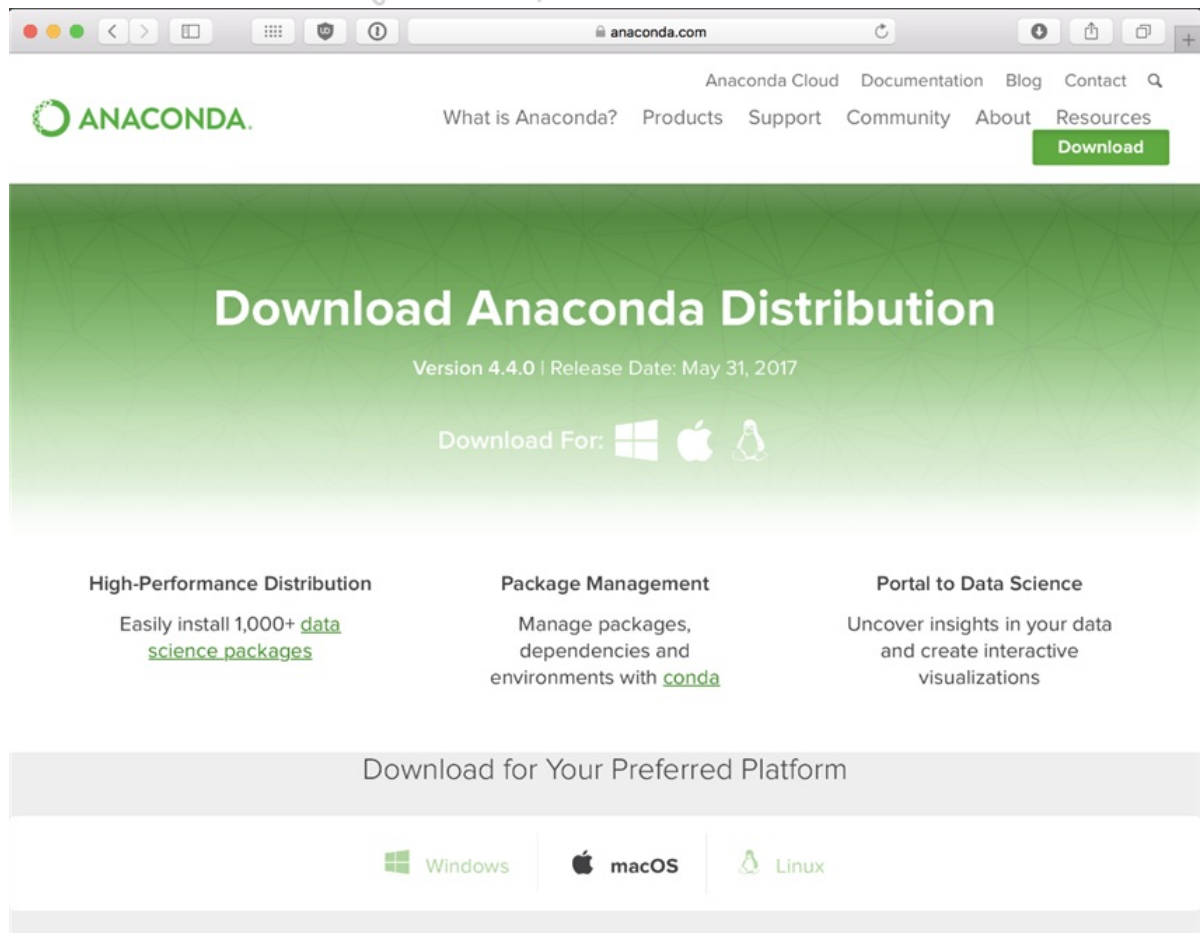 anaconda.com
Anaconda Cloud Documentation Blog Contact
ANACONDA.
What is Anaconda? Products Support Community About Resources
Download
Download Anaconda Distribution
Version 4.4.0 | Release Date: May 31, 2017
Download For:
High-Performance Distribution
Easily install 1,000+ data
science packages
Package Management
Manage packages,
dependencies and
environments with conda
Portal to Data Science
Uncover insights in your data
and create interactive
visualizations
Download for Your Preferred Platform
Windows
macOS
Linux